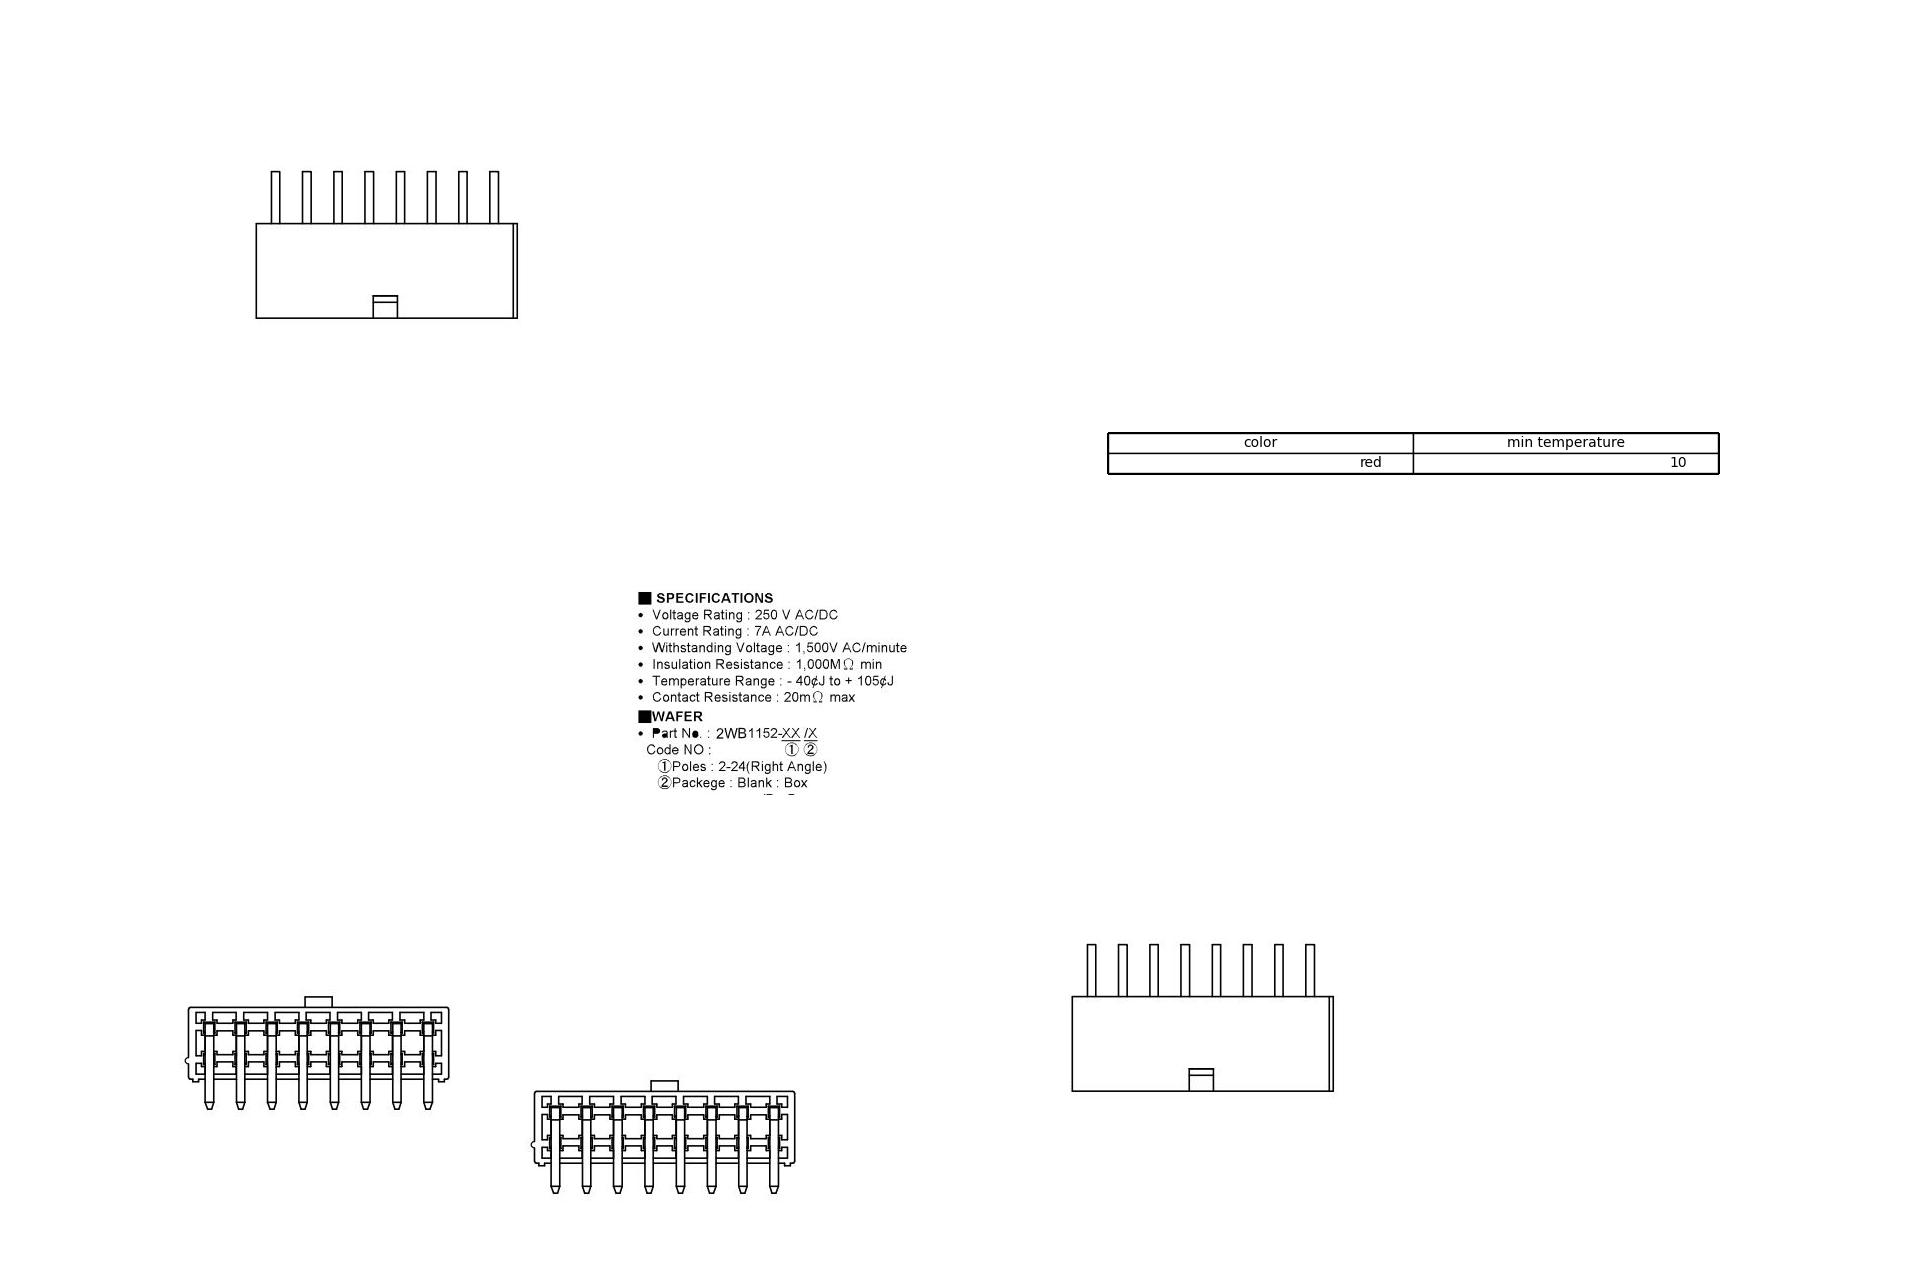 color min temperature
red 10
■ SPECIFICATIONS
• Voltage Rating : 250 V AC/DC
• Current Rating : 7A AC/DC
• Withstanding Voltage : 1,500V AC/minute
• Insulation Resistance : 1,000MΩ min
• Temperature Range : - 40¢J to + 105¢J
• Contact Resistance : 20mΩ max
■WAFER
• Part No. : 2WB1152-XX /X
Code NO : ① ②
①Poles : 2-24(Right Angle)
②Packege : Blank : Box